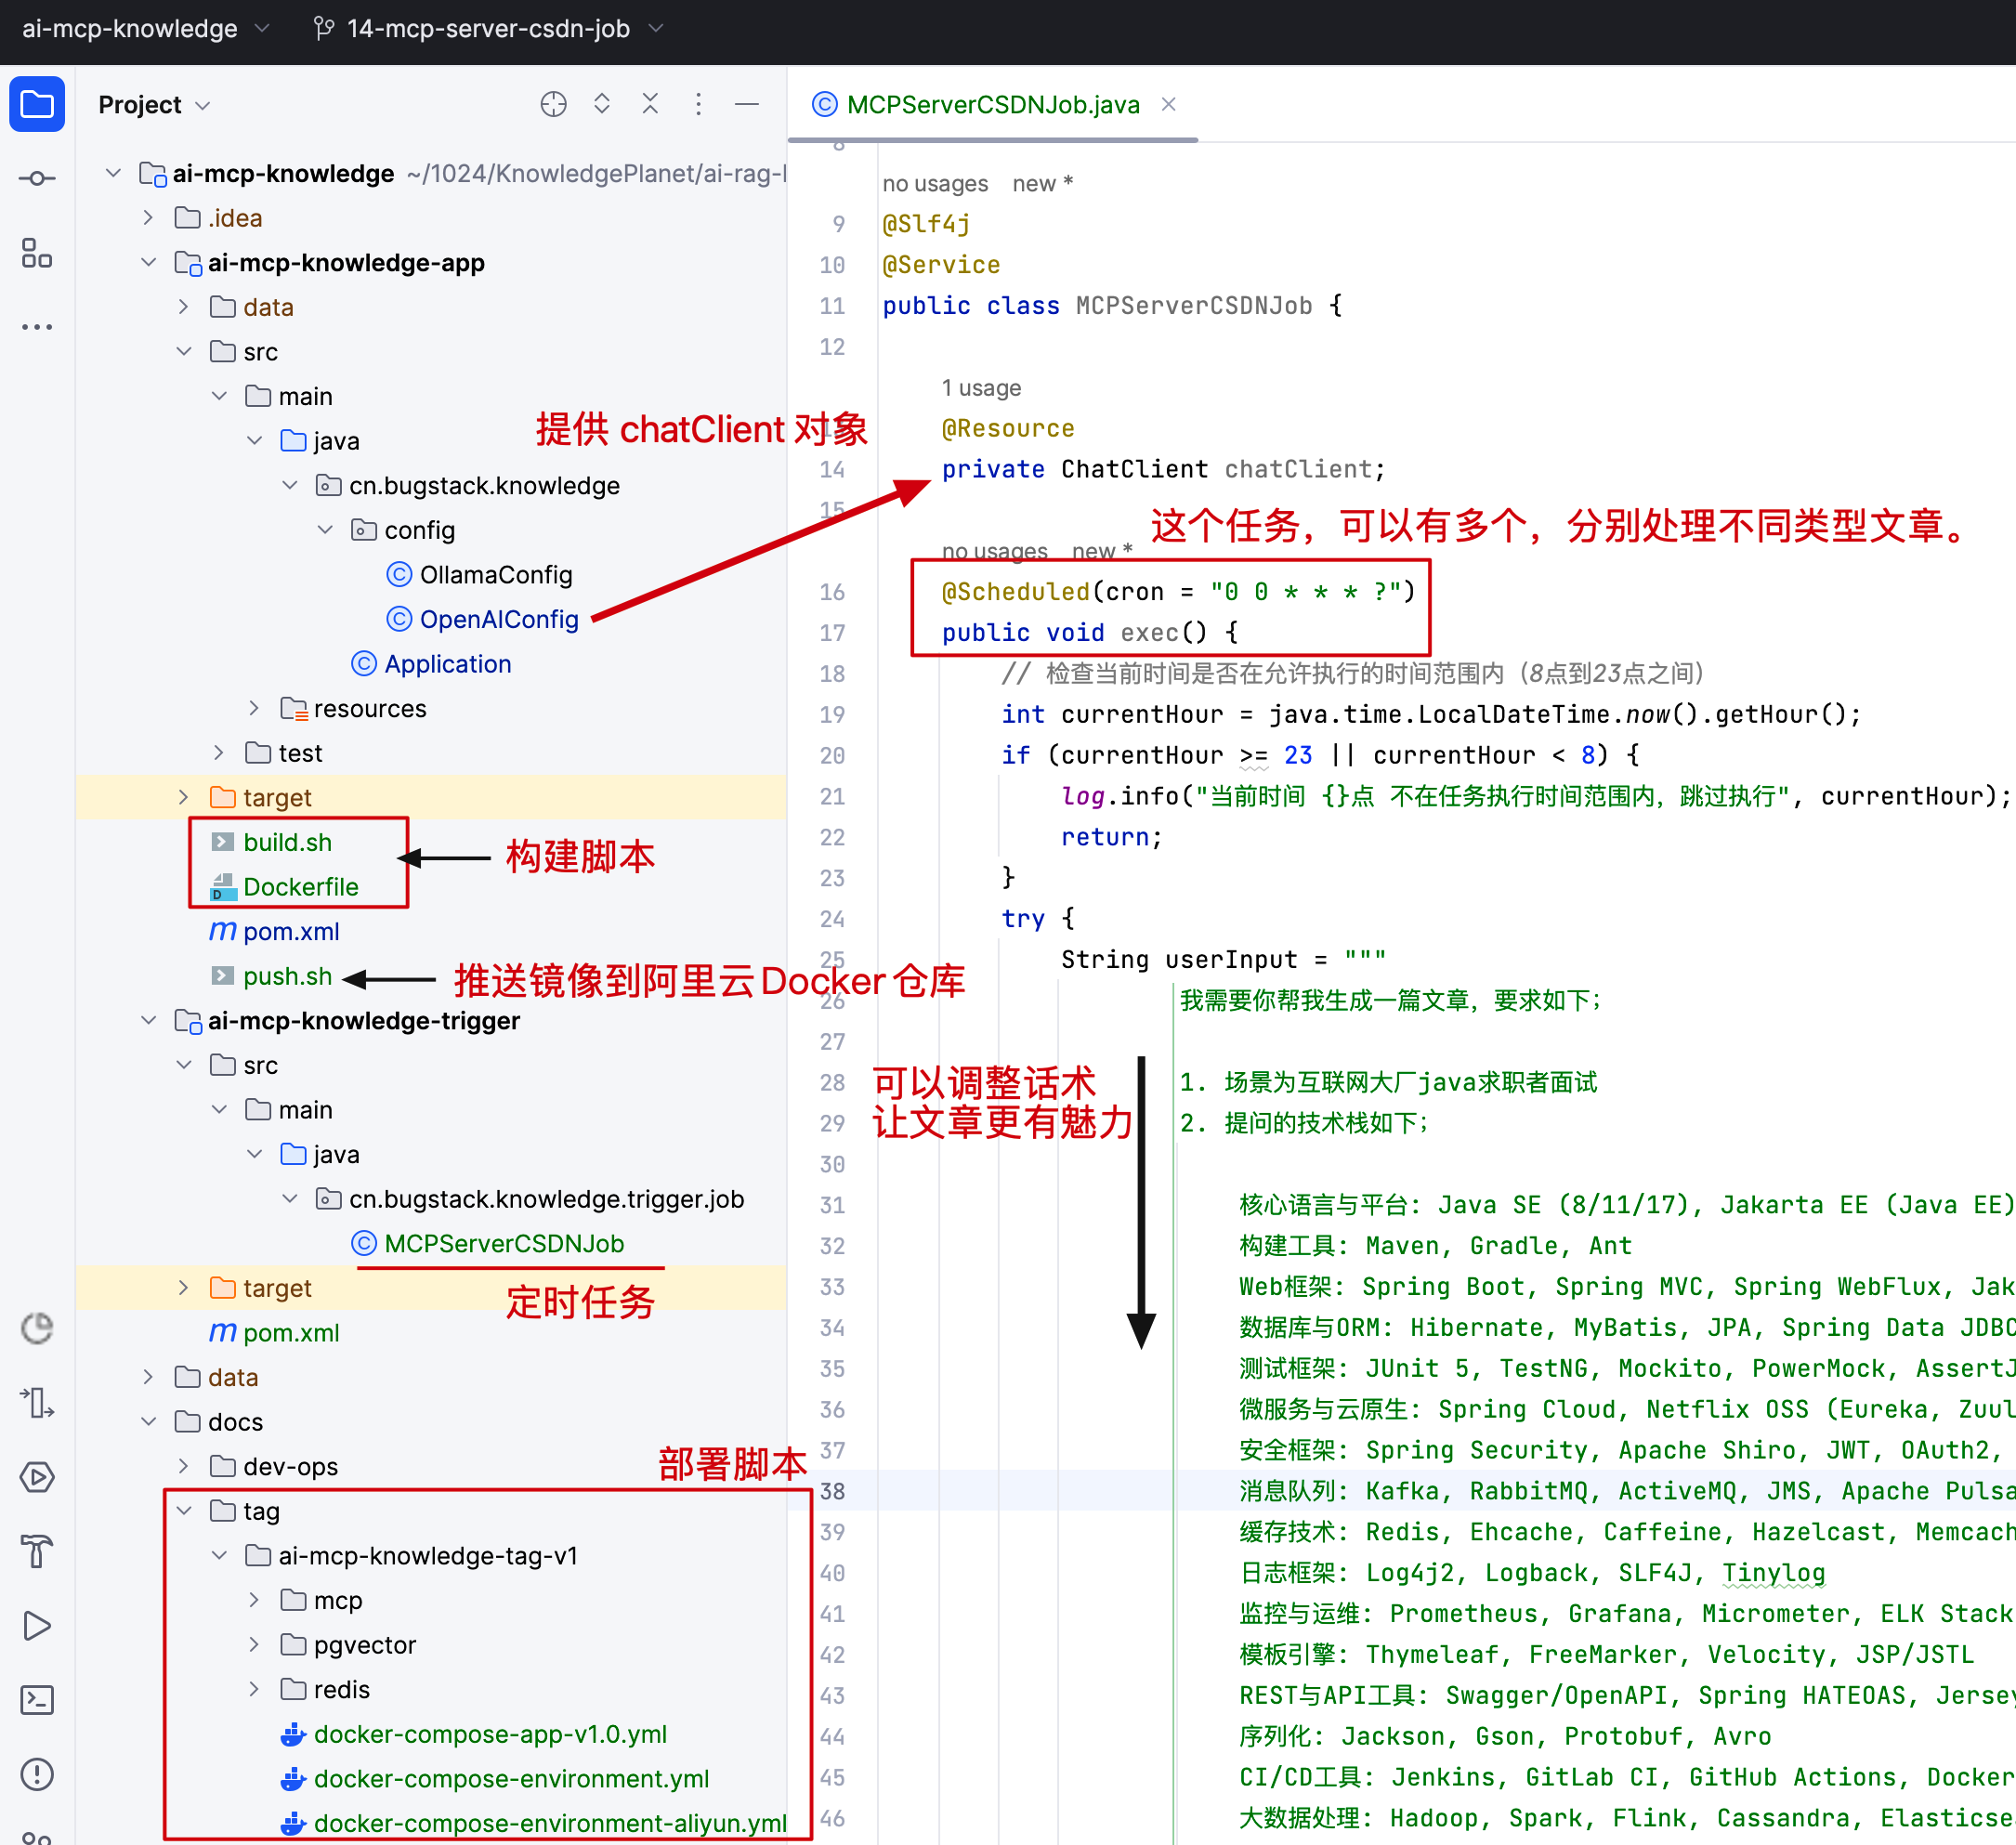 ai-mcp-knowledge
14-mcp-server-csdn-job
Project
ai-mcp-knowledge ~/1024/KnowledgePlanet/ai-rag-
.idea
ai-mcp-knowledge-app
data
src
main
java
cn.bugstack.knowledge
config
OllamaConfig
OpenAIConfig
Application
resources
test
target
build.sh
Dockerfile
构建脚本
pom.xml
push.sh
推送镜像到阿里云Docker仓库
ai-mcp-knowledge-trigger
src
main
java
cn.bugstack.knowledge.trigger.job
MCPServerCSDNJob
定时任务
target
pom.xml
data
docs
dev-ops
部署脚本
tag
ai-mcp-knowledge-tag-v1
mcp
pgvector
redis
docker-compose-app-v1.0.yml
docker-compose-environment.yml
docker-compose-environment-aliyun.yml
MCPServerCSDNJob.java
8
no usages new *
9 @Slf4j
10 @Service
11 public class MCPServerCSDNJob {
12
1 usage
提供 chatClient 对象
@Resource
14 private ChatClient chatClient;
15
这个任务，可以有多个，分别处理不同类型文章。
no usages new *
16 @Scheduled(cron = "0 0 * * * ?")
17 public void exec() {
18 // 检查当前时间是否在允许执行的时间范围内（8点到23点之间）
19 int currentHour = java.time.LocalDateTime.now().getHour();
20 if (currentHour >= 23 || currentHour < 8) {
21 log.info("当前时间 {}点 不在任务执行时间范围内，跳过执行", currentHour);
22 return;
23 }
24 try {
25 String userInput = """
26 我需要你帮我生成一篇文章，要求如下；
27
28 1. 场景为互联网大厂java求职者面试
29 2. 提问的技术栈如下；
可以调整话术
让文章更有魅力
30
31 核心语言与平台: Java SE (8/11/17), Jakarta EE (Java EE)
32 构建工具: Maven, Gradle, Ant
33 Web框架: Spring Boot, Spring MVC, Spring WebFlux, Jak
34 数据库与ORM: Hibernate, MyBatis, JPA, Spring Data JDBC
35 测试框架: JUnit 5, TestNG, Mockito, PowerMock, AssertJ
36 微服务与云原生: Spring Cloud, Netflix OSS (Eureka, Zuul
37 安全框架: Spring Security, Apache Shiro, JWT, OAuth2,
38 消息队列: Kafka, RabbitMQ, ActiveMQ, JMS, Apache Pulsa
39 缓存技术: Redis, Ehcache, Caffeine, Hazelcast, Memcach
40 日志框架: Log4j2, Logback, SLF4J, Tinylog
41 监控与运维: Prometheus, Grafana, Micrometer, ELK Stack
42 模板引擎: Thymeleaf, FreeMarker, Velocity, JSP/JSTL
43 REST与API工具: Swagger/OpenAPI, Spring HATEOAS, Jersey
44 序列化: Jackson, Gson, Protobuf, Avro
45 CI/CD工具: Jenkins, GitLab CI, GitHub Actions, Docker
46 大数据处理: Hadoop, Spark, Flink, Cassandra, Elasticse